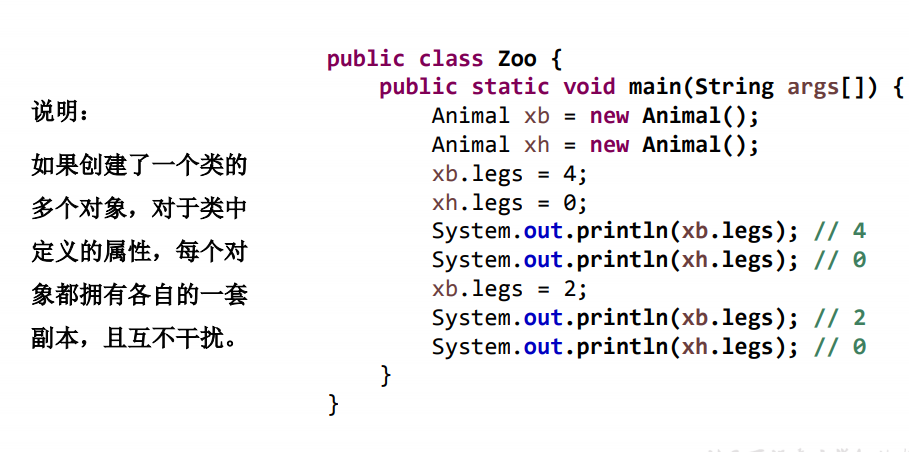 说明：
如果创建了一个类的
多个对象，对于类中
定义的属性，每个对
象都拥有各自的一套
副本，且互不干扰。
public class Zoo {
    public static void main(String args[]) {
        Animal xb = new Animal();
        Animal xh = new Animal();
        xb.legs = 4;
        xh.legs = 0;
        System.out.println(xb.legs); // 4
        System.out.println(xh.legs); // 0
        xb.legs = 2;
        System.out.println(xb.legs); // 2
        System.out.println(xh.legs); // 0
    }
}